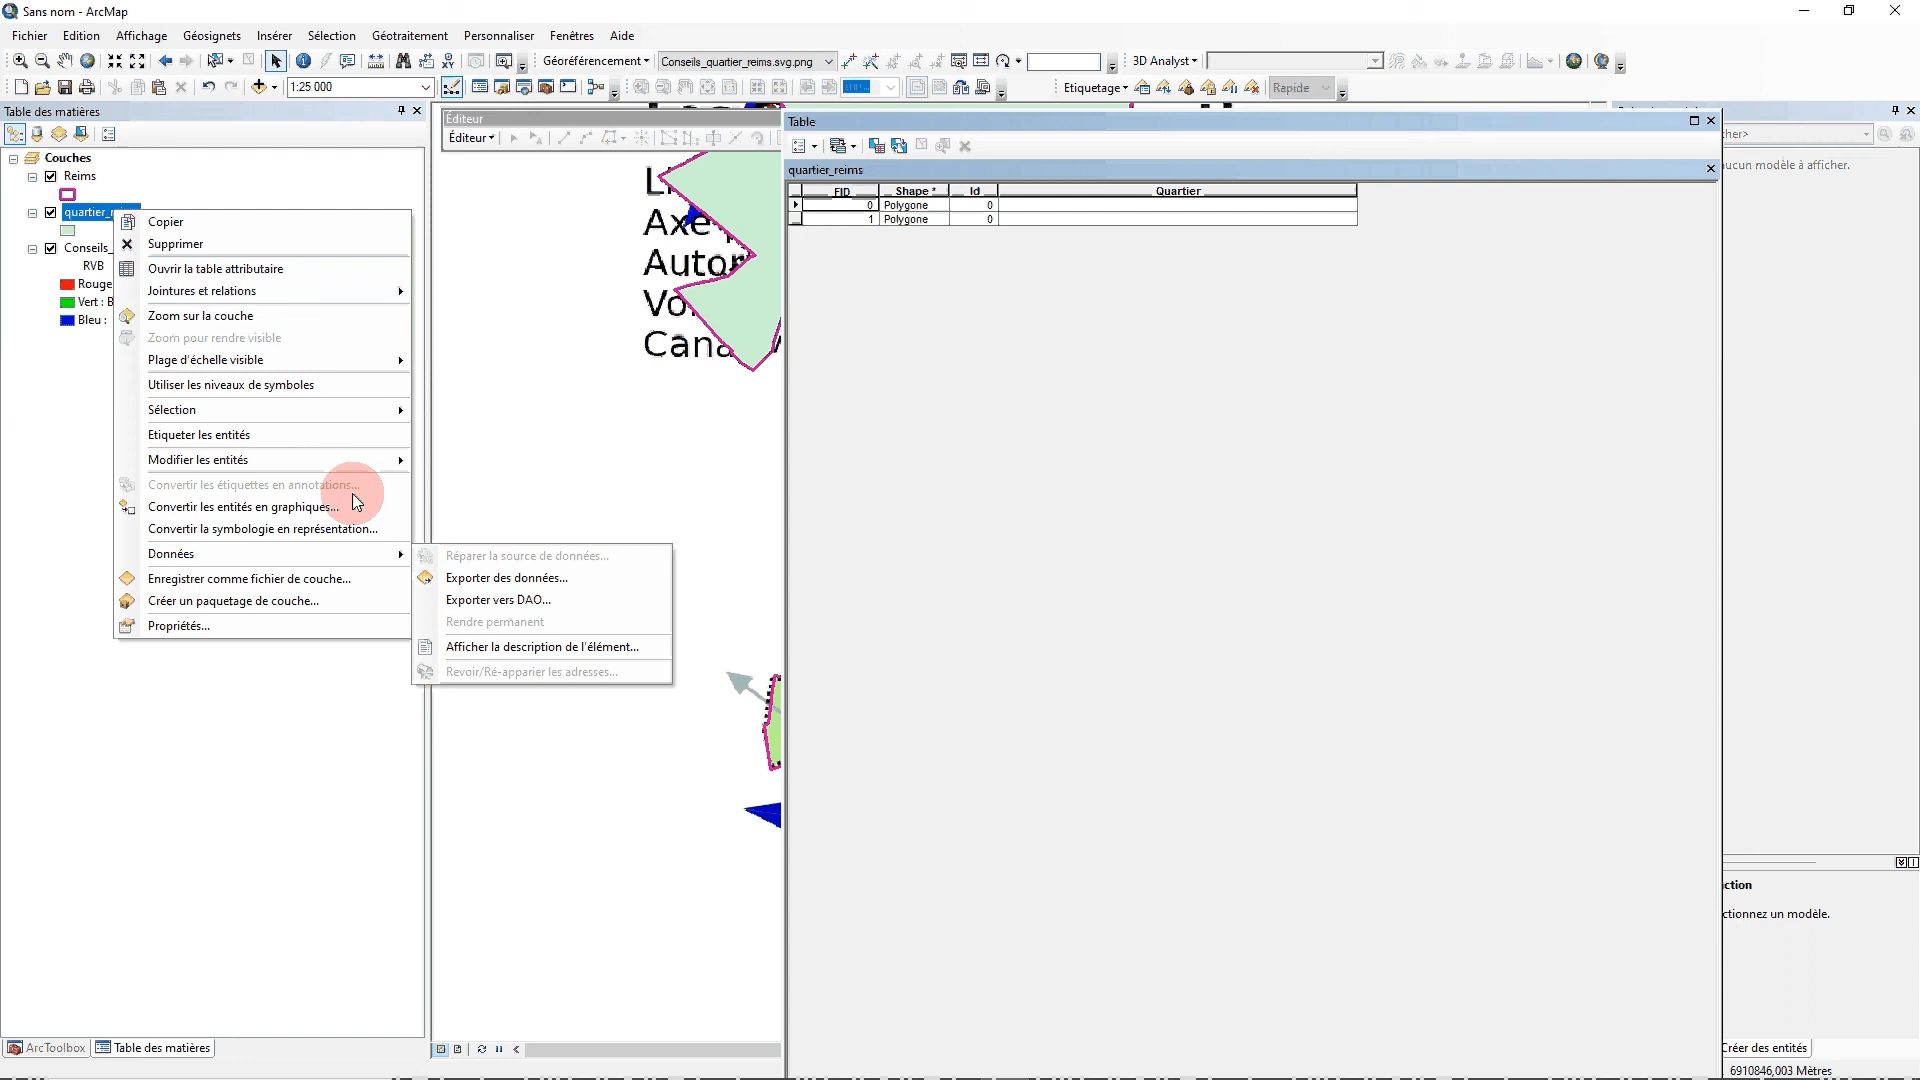 Sans nom - ArcMap
Fichier Edition Affichage Géosignets Insérer Sélection Géotraitement Personnaliser Fenêtres Aide
Géoréférencement Conseils_quartier_reims.svg.png 3D Analyst
1:25 000 Etiquetage Rapide
Table des matières
Couches
Reims
quartier_r
Conseils_
RVB
Rouge
Vert : B
Bleu :
Copier
Supprimer
Ouvrir la table attributaire
Jointures et relations
Zoom sur la couche
Zoom pour rendre visible
Plage d'échelle visible
Utiliser les niveaux de symboles
Sélection
Etiqueter les entités
Modifier les entités
Convertir les étiquettes en annotations...
Convertir les entités en graphiques...
Convertir la symbologie en représentation...
Données
Enregistrer comme fichier de couche...
Créer un paquetage de couche...
Propriétés...
Réparer la source de données...
Exporter des données...
Exporter vers DAO...
Rendre permanent
Afficher la description de l'élément...
Revoir/Ré-apparier les adresses...
Éditeur
Éditeur
Axe
Autor
Vo
Cana
Table
quartier_reims
FID Shape * Id Quartier
0 Polygone 0
1 Polygone 0
her>
ucun modèle à afficher.
ction
ctionnez un modèle.
ArcToolbox Table des matières
Créer des entités
6910846,003 Mètres